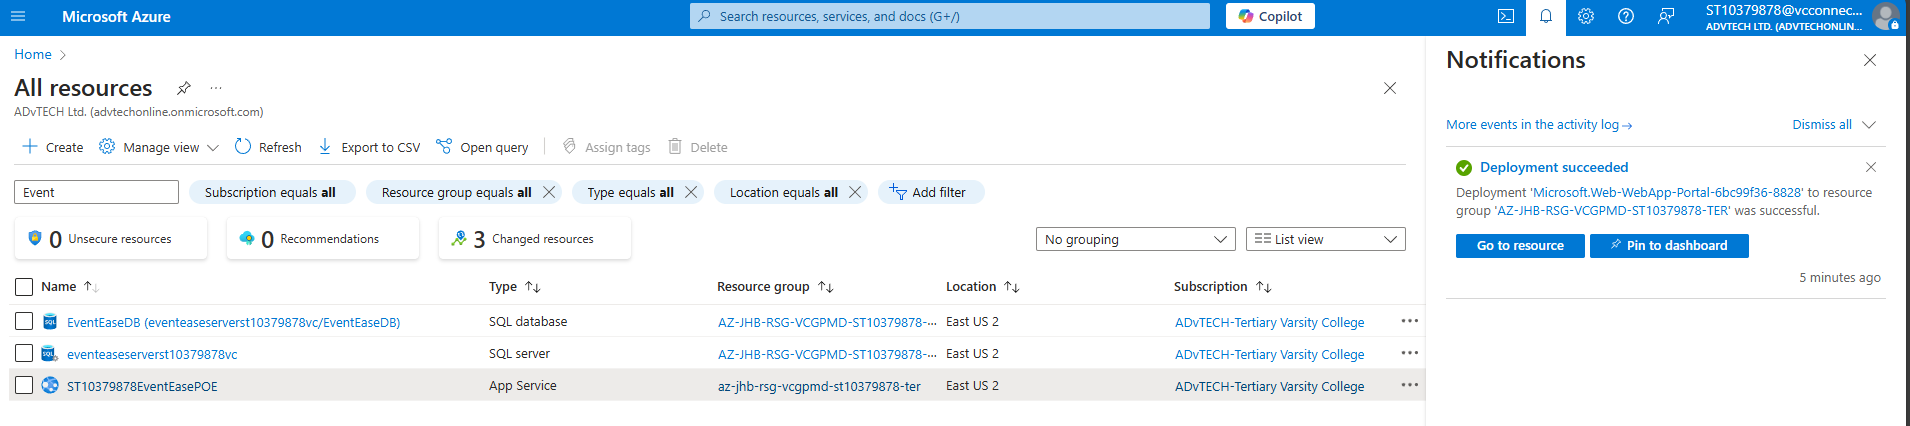 Microsoft Azure
Search resources, services, and docs (G+/)
Copilot
ST10379878@vcconnec...
ADVTECH LTD. (ADVTECHONLIN...
Home
All resources
ADvTECH Ltd. (advtechonline.onmicrosoft.com)
Create
Manage view
Refresh
Export to CSV
Open query
Assign tags
Delete
Event
Subscription equals all
Resource group equals all
Type equals all
Location equals all
Add filter
0 Unsecure resources
0 Recommendations
3 Changed resources
No grouping
List view
Name Type Resource group Location Subscription
SQL EventEaseDB (eventeaseserverst10379878vc/EventEaseDB) SQL database AZ-JHB-RSG-VCGPMD-ST10379878-... East US 2 ADvTECH-Tertiary Varsity College
SQL eventeaseserverst10379878vc SQL server AZ-JHB-RSG-VCGPMD-ST10379878-... East US 2 ADvTECH-Tertiary Varsity College
ST10379878EventEasePOE App Service az-jhb-rsg-vcgpmd-st10379878-ter East US 2 ADvTECH-Tertiary Varsity College
Notifications
More events in the activity log →
Dismiss all
Deployment succeeded
Deployment 'Microsoft.Web-WebApp-Portal-6bc99f36-8828' to resource
group 'AZ-JHB-RSG-VCGPMD-ST10379878-TER' was successful.
Go to resource
Pin to dashboard
5 minutes ago